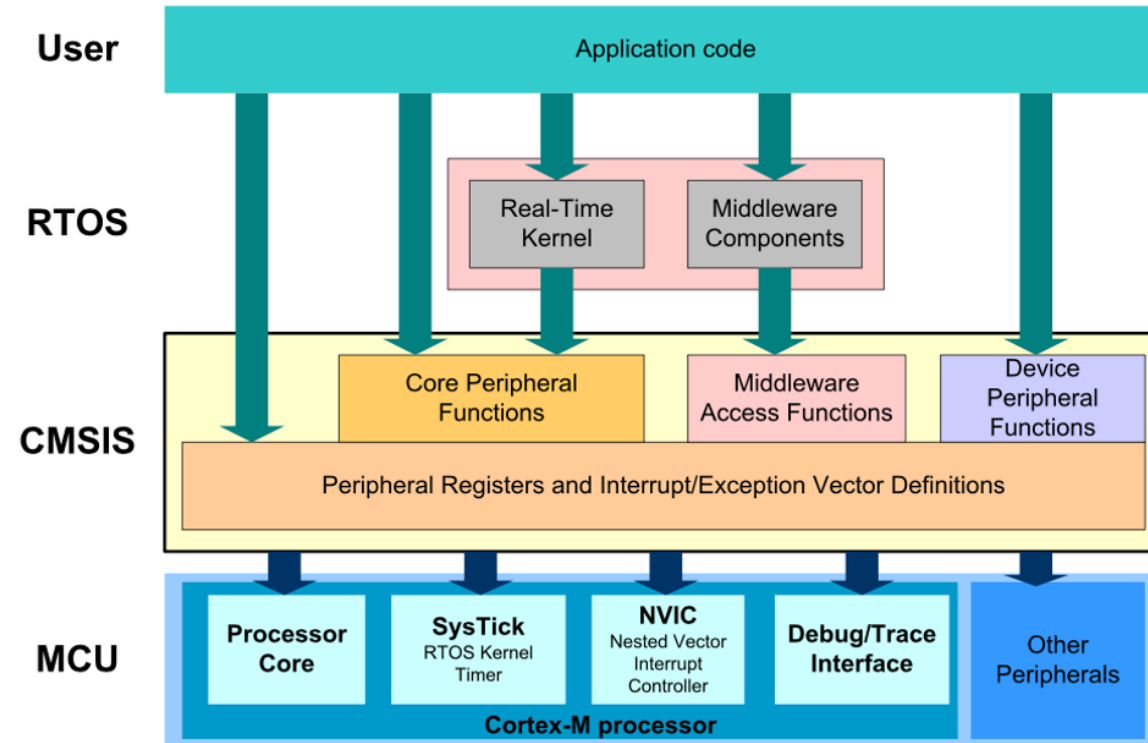 User
Application code
RTOS
Real-Time
Kernel
Middleware
Components
CMSIS
Core Peripheral
Functions
Middleware
Access Functions
Device
Peripheral
Functions
Peripheral Registers and Interrupt/Exception Vector Definitions
MCU
Processor
Core
SysTick
RTOS Kernel
Timer
NVIC
Nested Vector
Interrupt
Controller
Debug/Trace
Interface
Other
Peripherals
Cortex-M processor